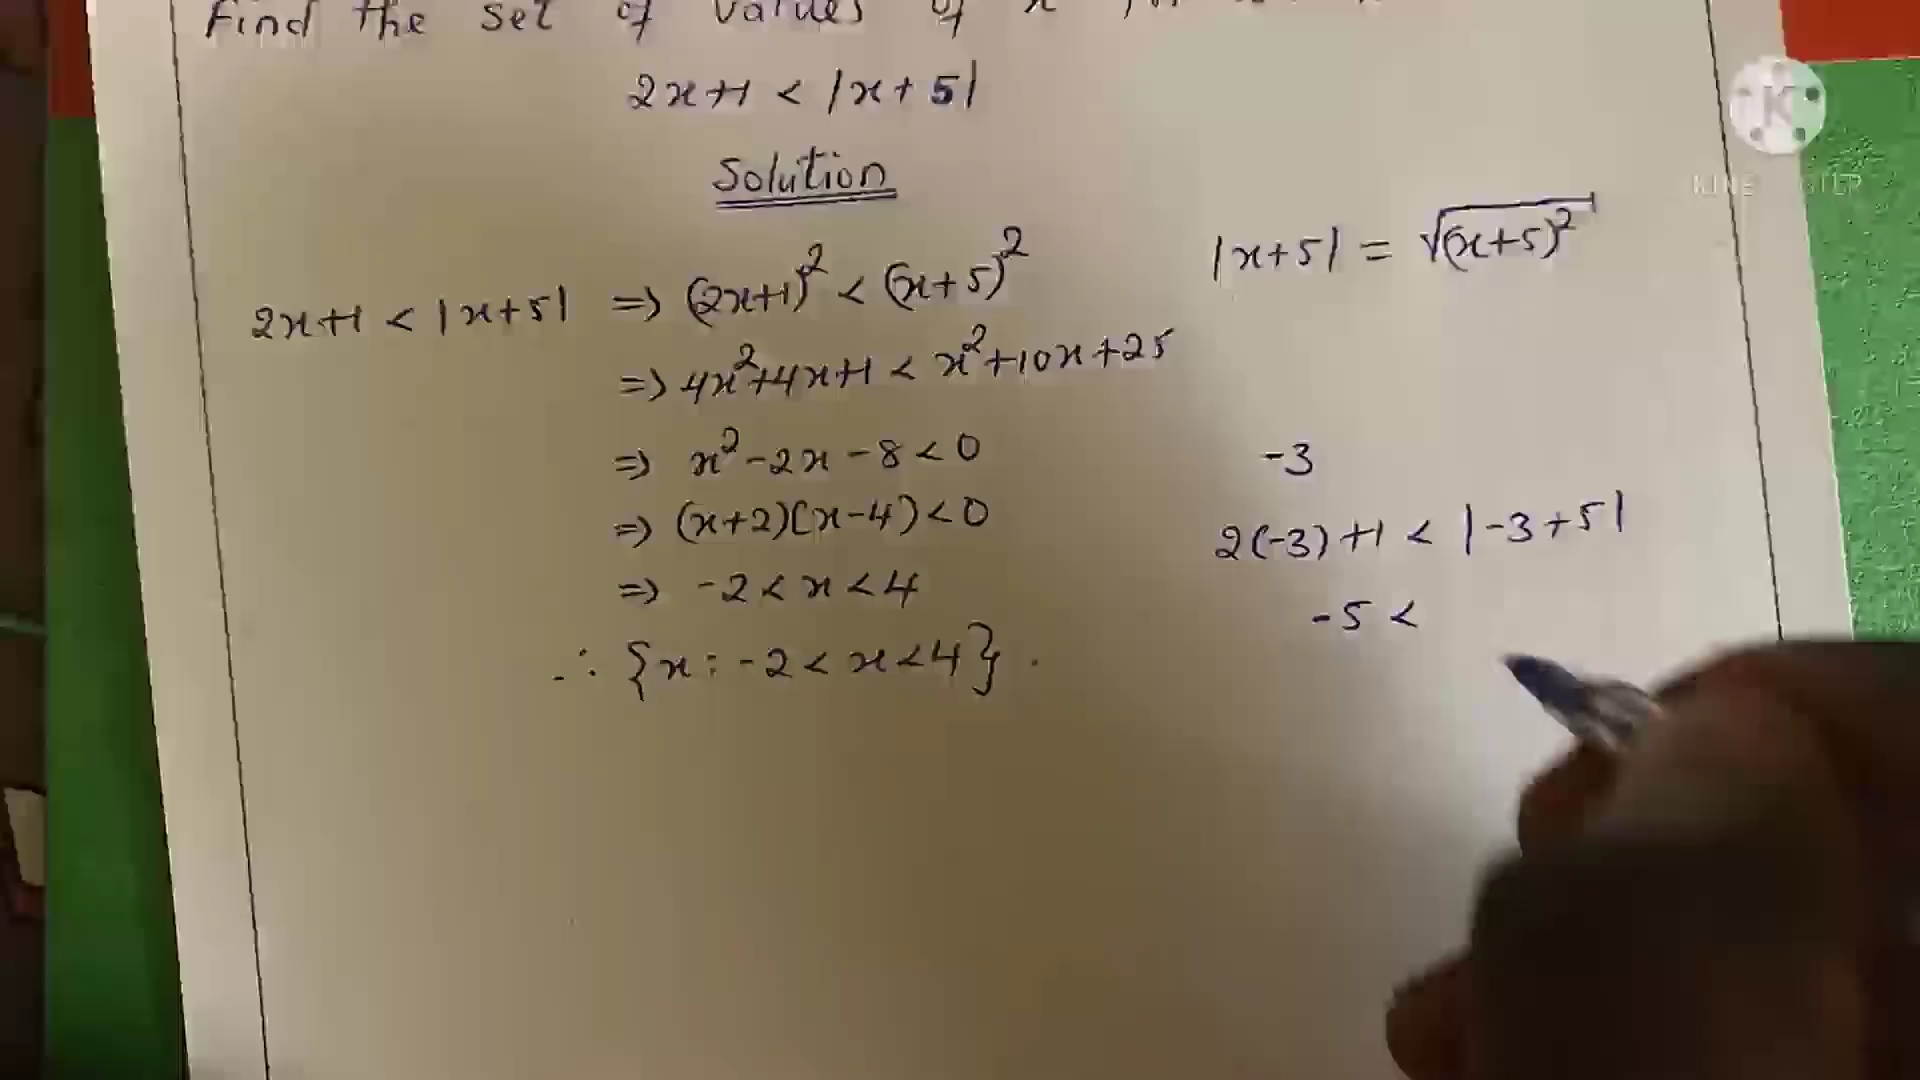 Find the set of values of x
2x+1 < |x+5|
Solution
2x+1 < |x+5| => (2x+1)² < (x+5)²
=> 4x²+4x+1 < x²+10x+25
=> x²-2x-8<0
=> (x+2)(x-4)<0
=> -2<x<4
∴ {x: -2<x<4}.
|x+5| = √(x+5)²
-3
2(-3)+1 < |-3+5|
-5 <
K